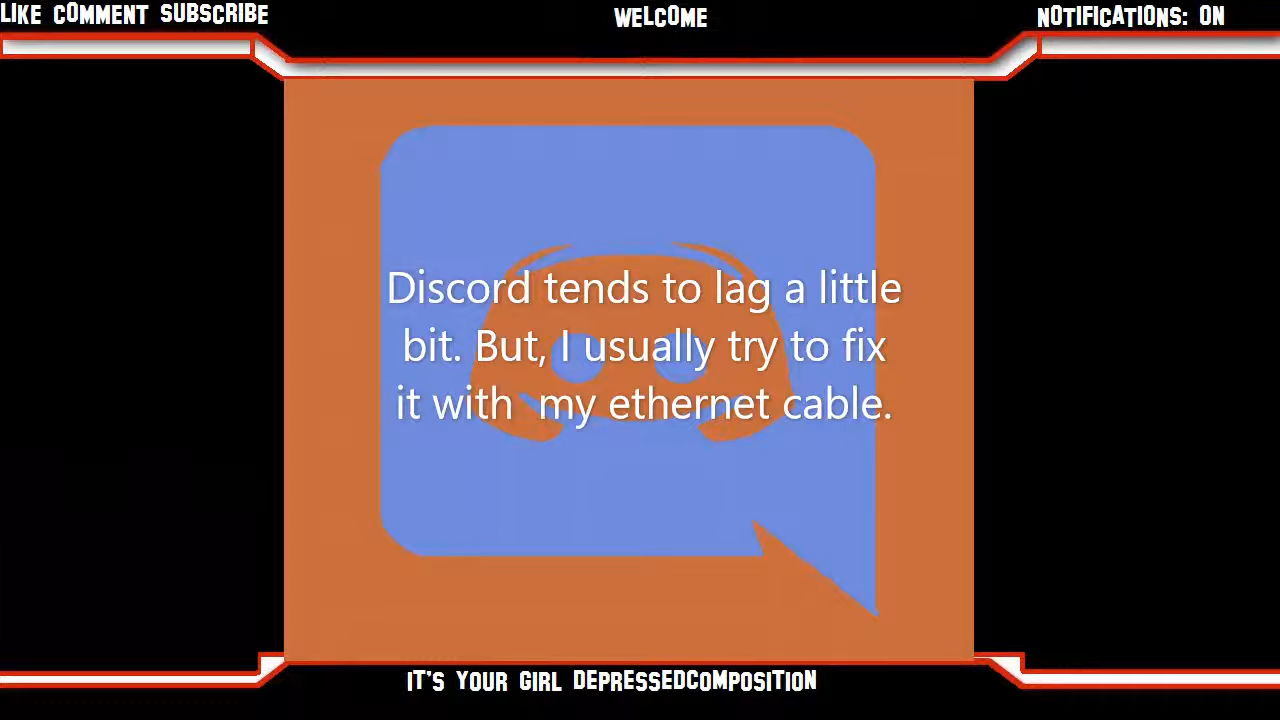 LIKE COMMENT SUBSCRIBE
WELCOME
NOTIFICATIONS: ON
Discord tends to lag a little
bit. But, I usually try to fix
it with  my ethernet cable.
IT'S YOUR GIRL DEPRESSEDCOMPOSITION